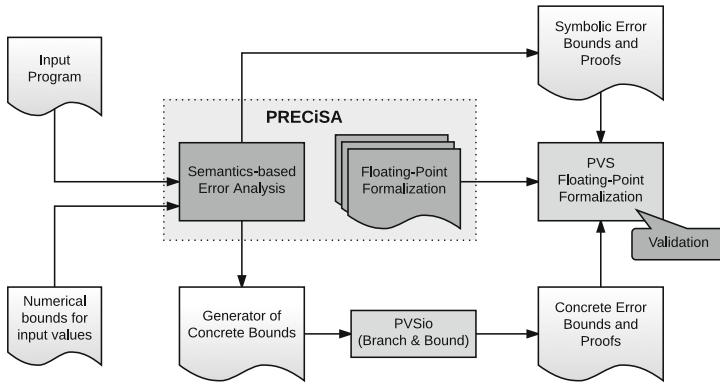 Input
Program
Symbolic Error
Bounds and
Proofs
PRECiSA
Semantics-based
Error Analysis
Floating-Point
Formalization
PVS
Floating-Point
Formalization
Validation
Numerical
bounds for
input values
Generator of
Concrete Bounds
PVSio
(Branch & Bound)
Concrete Error
Bounds and
Proofs